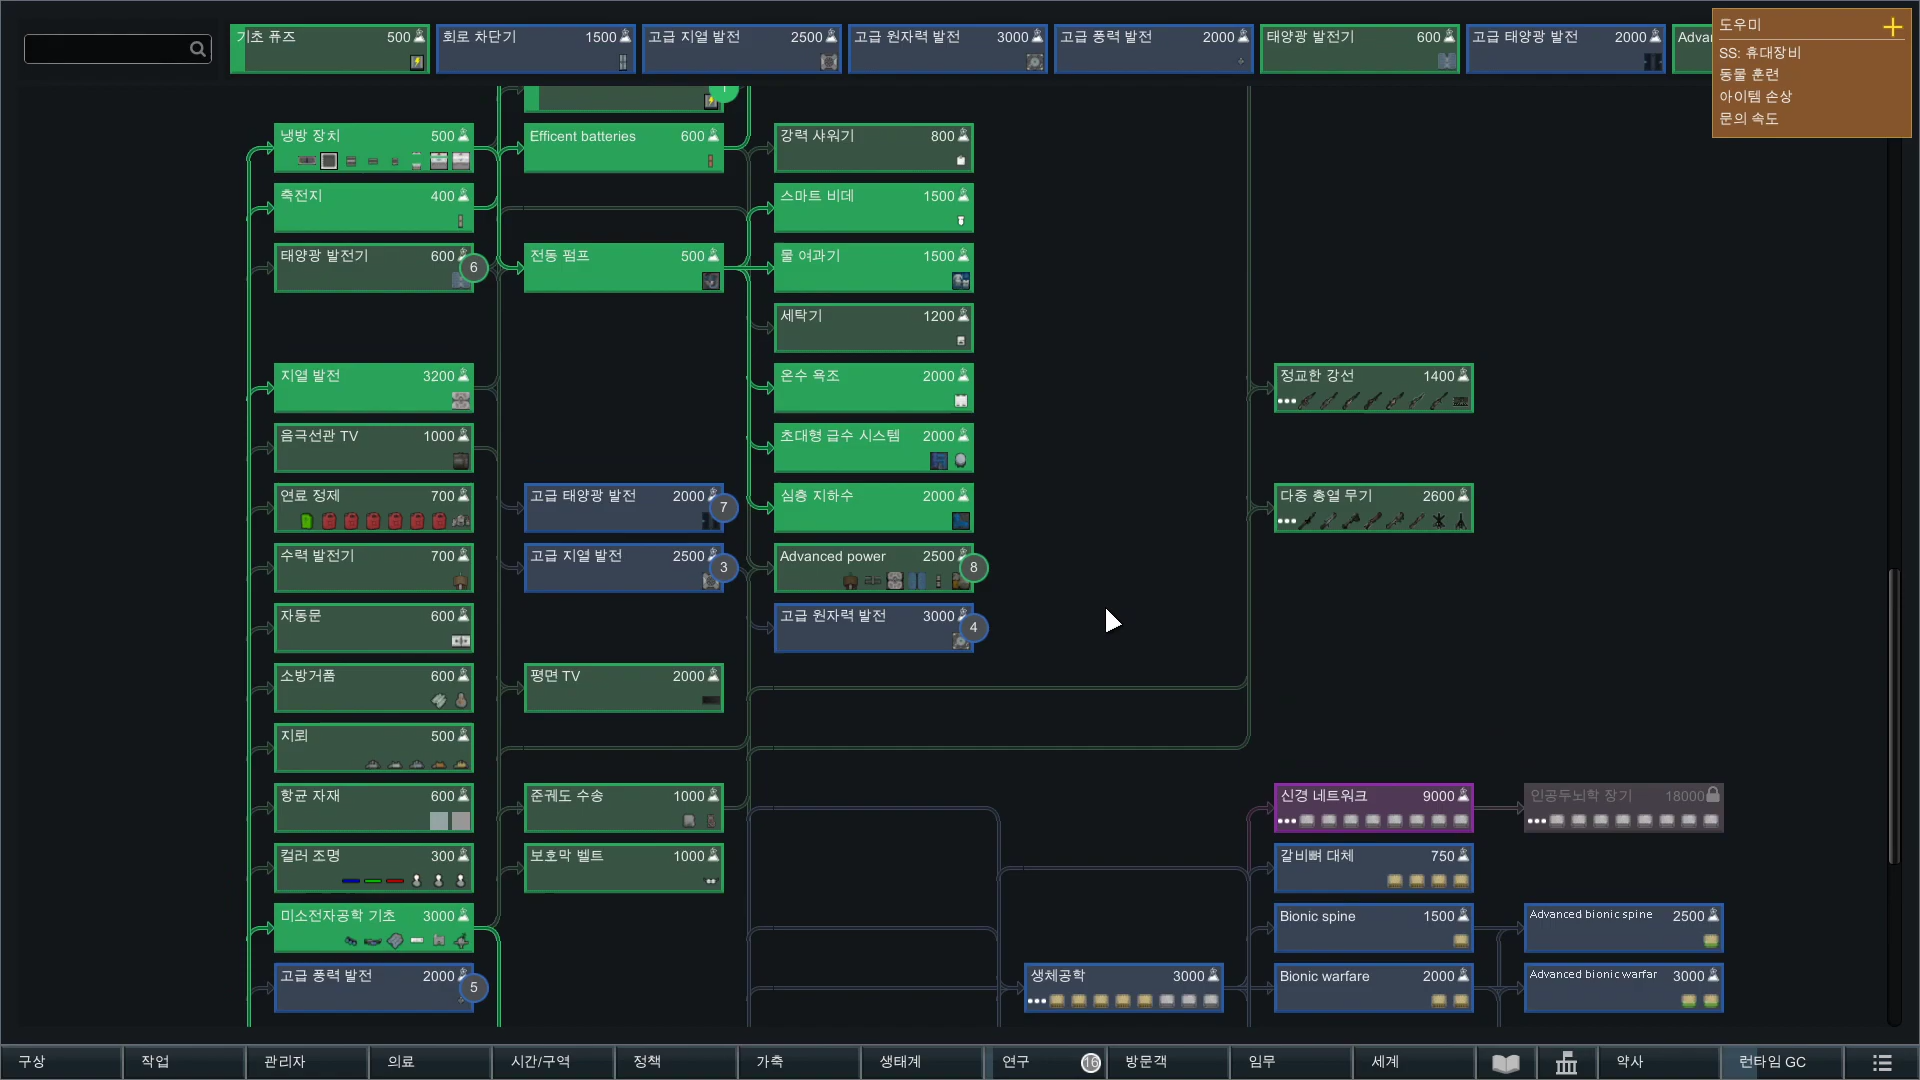 기초 퓨즈 500
회로 차단기 1500
고급 지열 발전 2500
고급 원자력 발전 3000
고급 풍력 발전 2000
태양광 발전기 600
고급 태양광 발전 2000
Adva
도우미
SS: 휴대장비
동물 훈련
아이템 손상
문의 속도
1
냉방 장치 500
Efficent batteries 600
강력 샤워기 800
축전지 400
스마트 비데 1500
태양광 발전기 600
6
전동 펌프 500
물 여과기 1500
세탁기 1200
지열 발전 3200
온수 욕조 2000
정교한 강선 1400
음극선관 TV 1000
초대형 급수 시스템 2000
연료 정제 700
고급 태양광 발전 2000
7
심층 지하수 2000
다중 총열 무기 2600
수력 발전기 700
고급 지열 발전 2500
3
Advanced power 2500
8
자동문 600
고급 원자력 발전 3000
4
소방거품 600
평면 TV 2000
지뢰 500
항균 자재 600
준궤도 수송 1000
신경 네트워크 9000
인공두뇌학 장기 18000
컬러 조명 300
보호막 벨트 1000
갈비뼈 대체 750
미소전자공학 기초 3000
Bionic spine 1500
Advanced bionic spine 2500
고급 풍력 발전 2000
5
생체공학 3000
Bionic warfare 2000
Advanced bionic warfar 3000
구상
작업
관리자
의료
시간/구역
정책
가축
생태계
연구 16
방문객
임무
세계
약사
런타임 GC